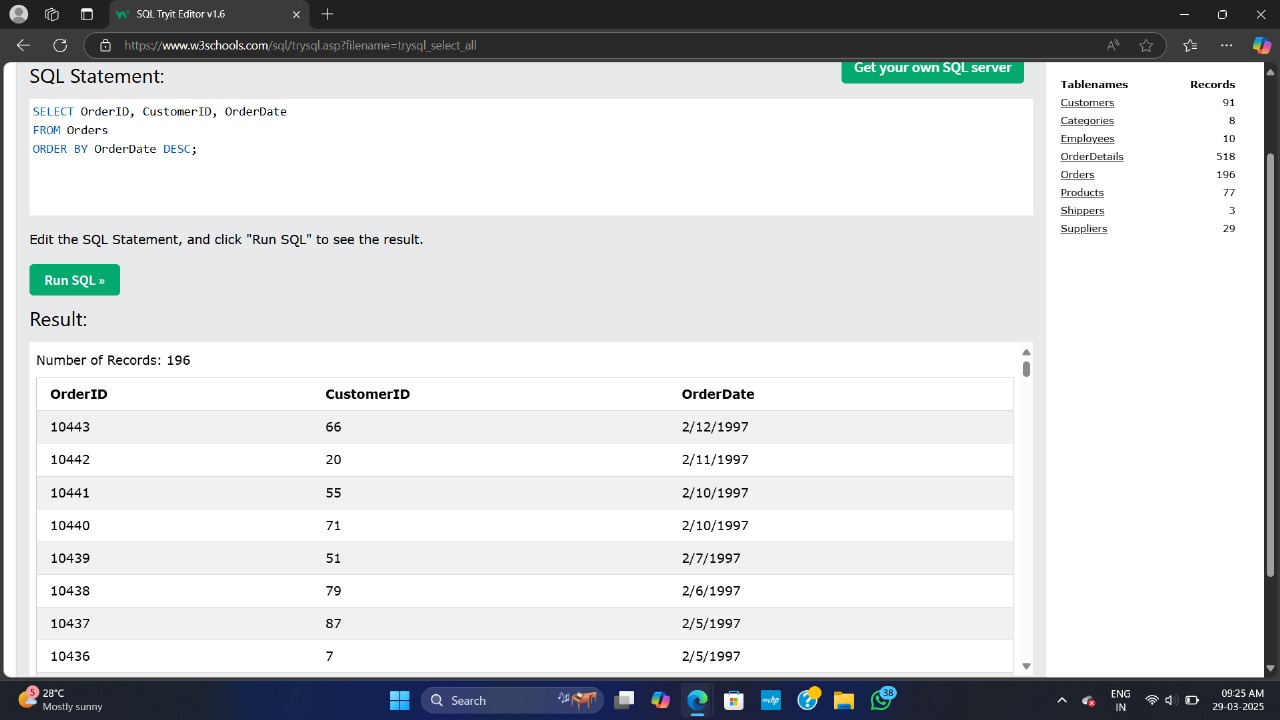 SQL Tryit Editor v1.6
https://www.w3schools.com/sql/trysql.asp?filename=trysql_select_all
SQL Statement:
Get your own SQL server
SELECT OrderID, CustomerID, OrderDate
FROM Orders
ORDER BY OrderDate DESC;
Edit the SQL Statement, and click "Run SQL" to see the result.
Run SQL »
Result:
Number of Records: 196
OrderID CustomerID OrderDate
10443 66 2/12/1997
10442 20 2/11/1997
10441 55 2/10/1997
10440 71 2/10/1997
10439 51 2/7/1997
10438 79 2/6/1997
10437 87 2/5/1997
10436 7 2/5/1997
Tablenames Records
Customers 91
Categories 8
Employees 10
OrderDetails 518
Orders 196
Products 77
Shippers 3
Suppliers 29
5
28°C
Mostly sunny
Search
myhp
38
ENG
IN
09:25 AM
29-03-2025